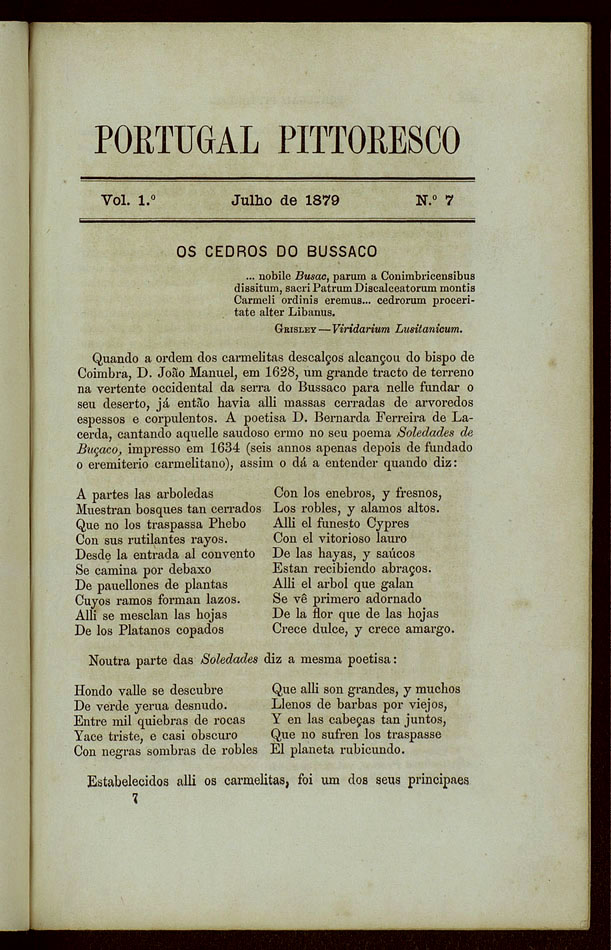 PORTUGAL PITTORESCO
Vol. 1.º Julho de 1879 N.º 7
OS CEDROS DO BUSSACO
... nobile Busac, parum a Conimbricensibus
dissitum, sacri Patrum Discalceatorum montis
Carmeli ordinis eremus... cedrorum proceri-
tate alter Libanus.
GRISLEY—Viridarium Lusitanicum.
Quando a ordem dos carmelitas descalços alcançou do bispo de
Coimbra, D. João Manuel, em 1628, um grande tracto de terreno
na vertente occidental da serra do Bussaco para nelle fundar o
seu deserto, já então havia alli massas cerradas de arvoredos
espessos e corpulentos. A poetisa D. Bernarda Ferreira de La-
cerda, cantando aquelle saudoso ermo no seu poema Soledades de
Buçaco, impresso em 1634 (seis annos apenas depois de fundado
o eremiterio carmelitano), assim o dá a entender quando diz:
A partes las arboledas
Muestran bosques tan cerrados
Que no los traspassa Phebo
Con sus rutilantes rayos.
Desde la entrada al convento
Se camina por debaxo
De pauellones de plantas
Cuyos ramos forman lazos.
Alli se mesclan las hojas
De los Platanos copados
Con los enebros, y fresnos,
Los robles, y alamos altos.
Alli el funesto Cypres
Con el vitorioso lauro
De las hayas, y saúcos
Estan recibiendo abraços.
Alli el arbol que galan
Se vê primero adornado
De la flor que de las hojas
Crece dulce, y crece amargo.
Noutra parte das Soledades diz a mesma poetisa:
Hondo valle se descubre
De verde yerua desnudo.
Entre mil quiebras de rocas
Yace triste, e casi obscuro
Con negras sombras de robles
Que alli son grandes, y muchos
Llenos de barbas por viejos,
Y en las cabeças tan juntos,
Que no sufren los traspasse
El planeta rubicundo.
Estabelecidos alli os carmelitas, foi um dos seus principaes
7